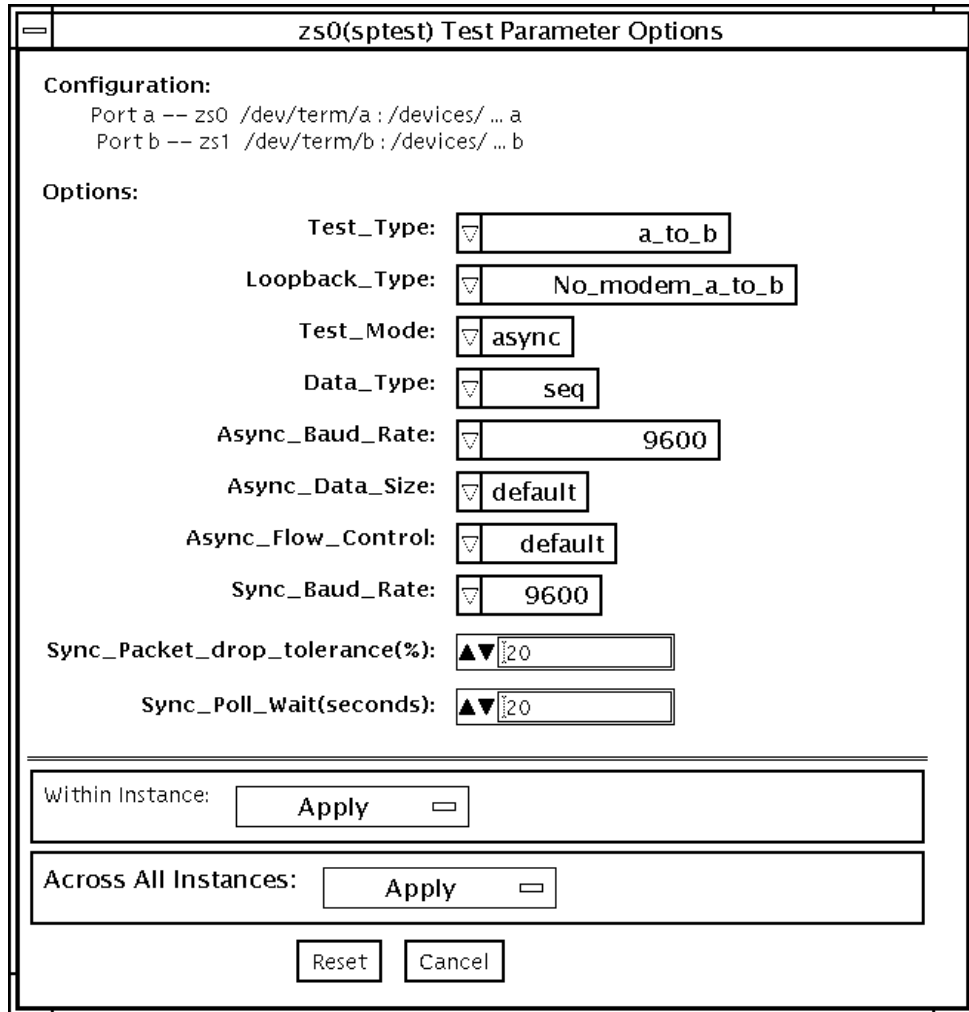 zs0(sptest) Test Parameter Options
Configuration:
Port a -- zs0 /dev/term/a : /devices/ ... a
Port b -- zs1 /dev/term/b : /devices/ ... b
Options:
Test_Type: a_to_b
Loopback_Type: No_modem_a_to_b
Test_Mode: async
Data_Type: seq
Async_Baud_Rate: 9600
Async_Data_Size: default
Async_Flow_Control: default
Sync_Baud_Rate: 9600
Sync_Packet_drop_tolerance(%): 20
Sync_Poll_Wait(seconds): 20
Within Instance: Apply
Across All Instances: Apply
Reset Cancel